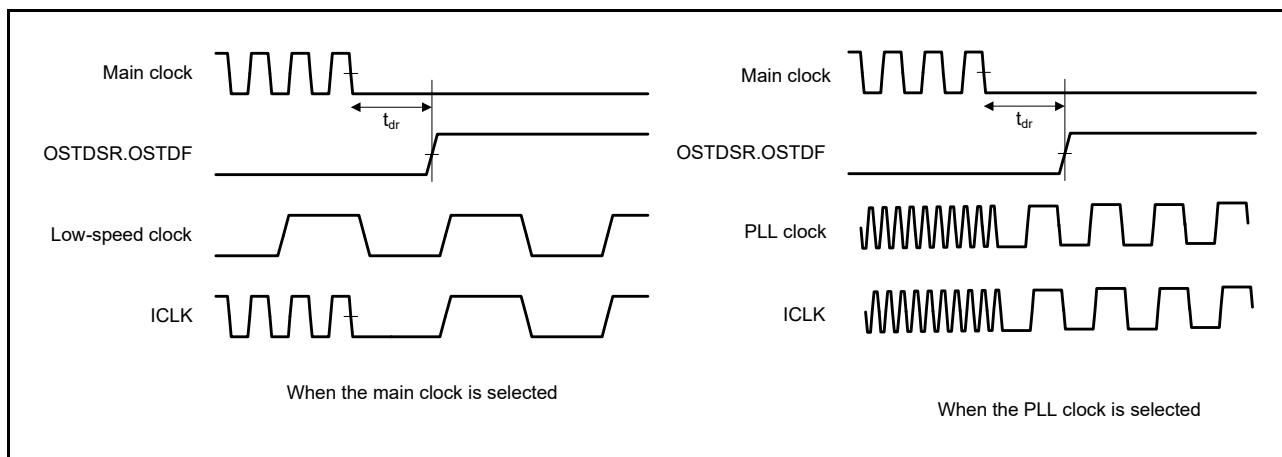 Main clock
t_dr
OSTDSR.OSTDF
Low-speed clock
ICLK
When the main clock is selected
Main clock
t_dr
OSTDSR.OSTDF
PLL clock
ICLK
When the PLL clock is selected